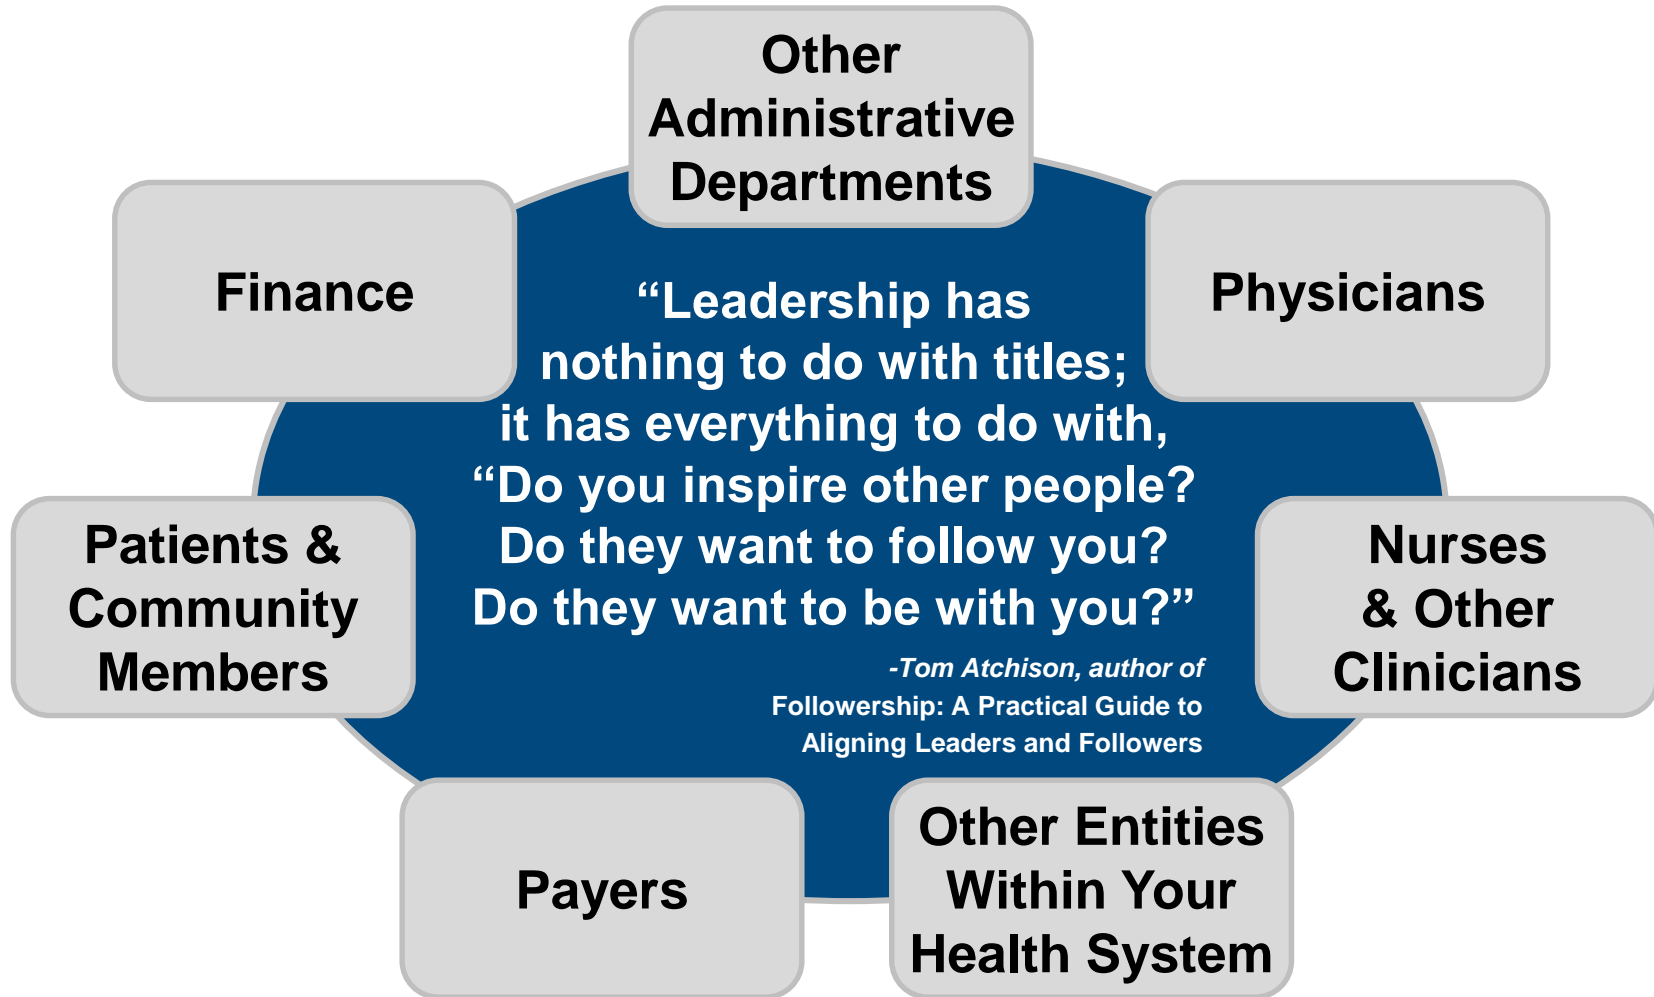 Other
Administrative
Departments
Finance
Physicians
“Leadership has
nothing to do with titles;
it has everything to do with,
“Do you inspire other people?
Do they want to follow you?
Do they want to be with you?”
-Tom Atchison, author of
Followership: A Practical Guide to
Aligning Leaders and Followers
Patients &
Community
Members
Nurses
& Other
Clinicians
Payers
Other Entities
Within Your
Health System